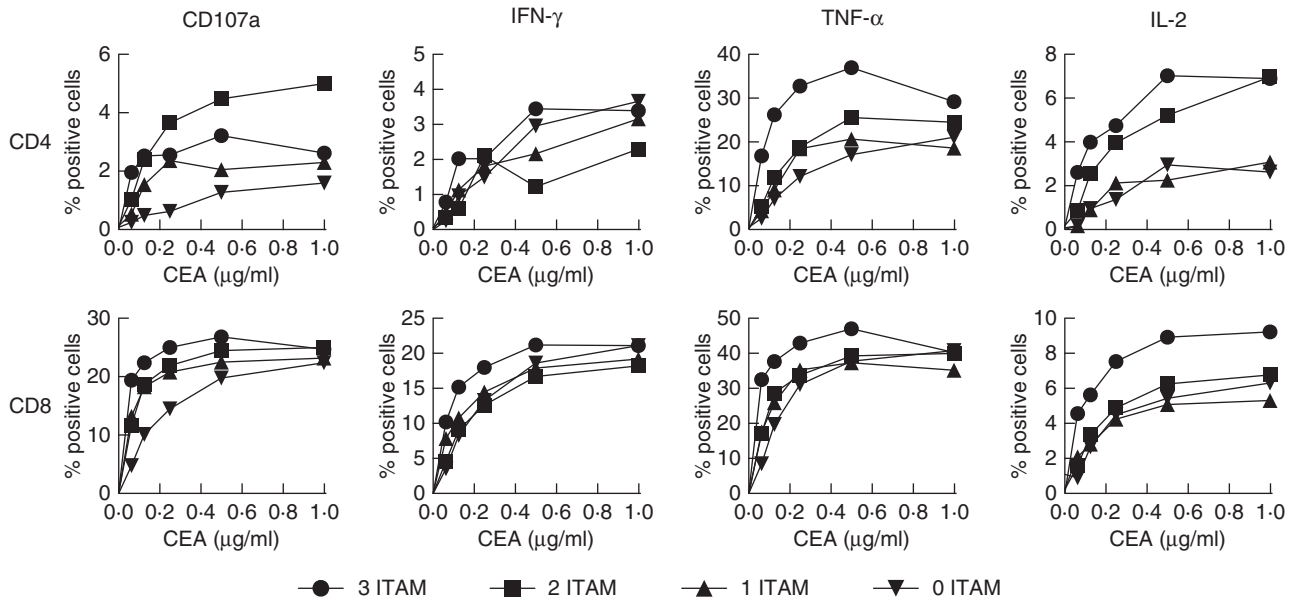 CD107a
IFN-γ
TNF-α
IL-2
CD4
% positive cells
6
4
2
0
0·0 0·2 0·4 0·6 0·8 1·0
CEA (μg/ml)
% positive cells
5
4
3
2
1
0
0·0 0·2 0·4 0·6 0·8 1·0
CEA (μg/ml)
% positive cells
40
30
20
10
0
0·0 0·2 0·4 0·6 0·8 1·0
CEA (μg/ml)
% positive cells
8
6
4
2
0
0·0 0·2 0·4 0·6 0·8 1·0
CEA (μg/ml)
CD8
% positive cells
30
20
10
0
0·0 0·2 0·4 0·6 0·8 1·0
CEA (μg/ml)
% positive cells
25
20
15
10
5
0
0·0 0·2 0·4 0·6 0·8 1·0
CEA (μg/ml)
% positive cells
50
40
30
20
10
0
0·0 0·2 0·4 0·6 0·8 1·0
CEA (μg/ml)
% positive cells
10
8
6
4
2
0
0·0 0·2 0·4 0·6 0·8 1·0
CEA (μg/ml)
3 ITAM 2 ITAM 1 ITAM 0 ITAM